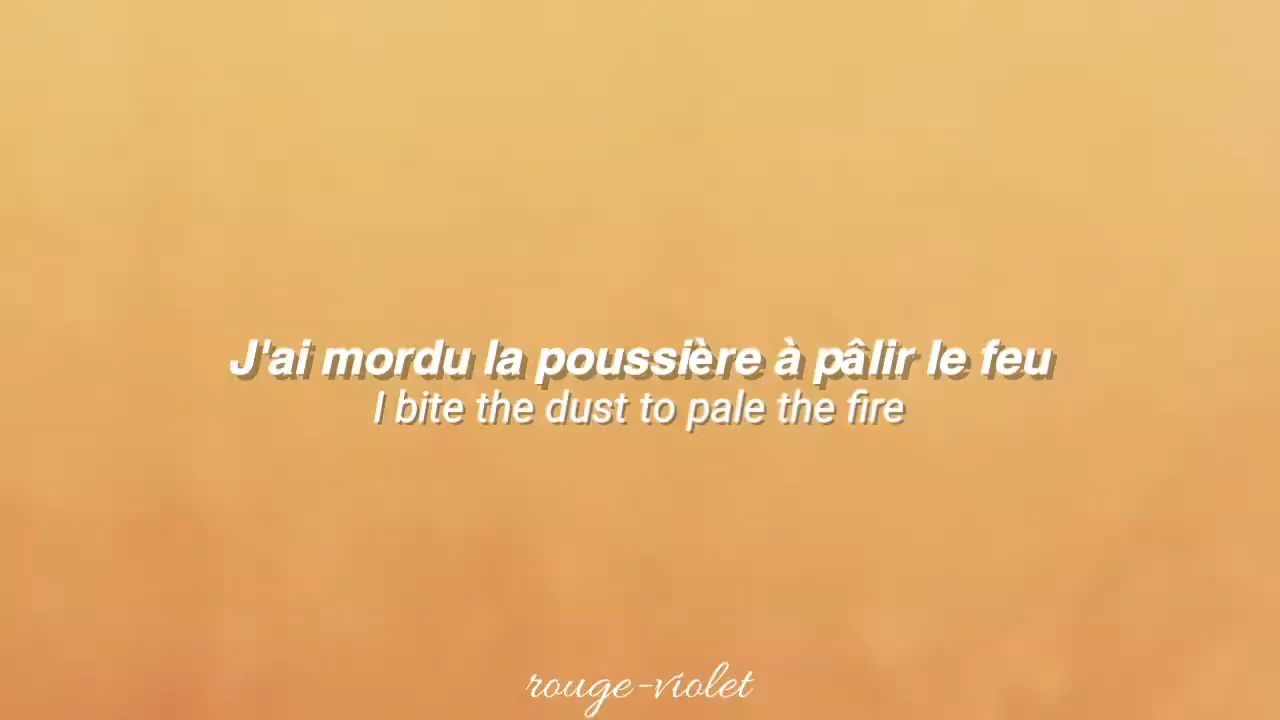 J'ai mordu la poussière à pâlir le feu
I bite the dust to pale the fire
rouge-violet